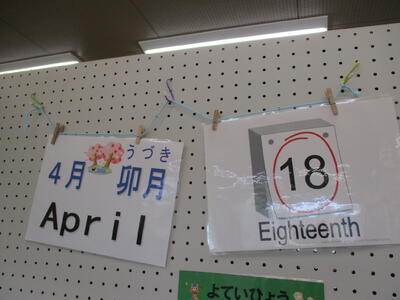 うづき
4月 卯月
April
18
Eighteenth
よていひょう